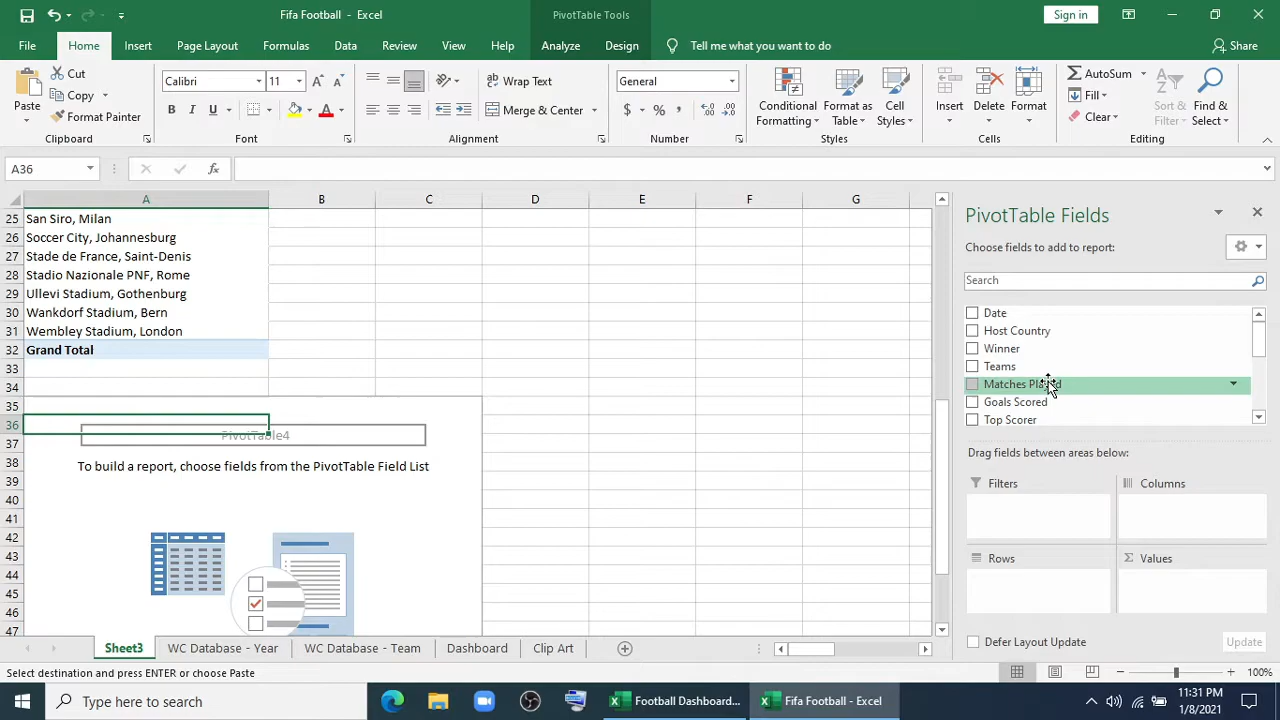 Fifa Football - Excel
PivotTable Tools
Sign in
File Home Insert Page Layout Formulas Data Review View Help Analyze Design Tell me what you want to do Share
Paste Cut Copy Format Painter
Calibri 11 B I U
Wrap Text Merge & Center
General $ %
Conditional Formatting Format as Table Cell Styles
Insert Delete Format
AutoSum Fill Clear Sort & Filter Find & Select
Clipboard Font Alignment Number Styles Cells Editing
A36 fx
A B C D E F G
25 San Siro, Milan
26 Soccer City, Johannesburg
27 Stade de France, Saint-Denis
28 Stadio Nazionale PNF, Rome
29 Ullevi Stadium, Gothenburg
30 Wankdorf Stadium, Bern
31 Wembley Stadium, London
32 Grand Total
33
34
35
36
37 PivotTable4
38 To build a report, choose fields from the PivotTable Field List
39
40
41
42
43
44
45
46
47
PivotTable Fields
Choose fields to add to report:
Search
Date
Host Country
Winner
Teams
Matches Played
Goals Scored
Top Scorer
Drag fields between areas below:
Filters Columns
Rows Σ Values
Defer Layout Update Update
Sheet3 WC Database - Year WC Database - Team Dashboard Clip Art
Select destination and press ENTER or choose Paste
100%
Type here to search
Football Dashboard...
Fifa Football - Excel
11:31 PM
1/8/2021